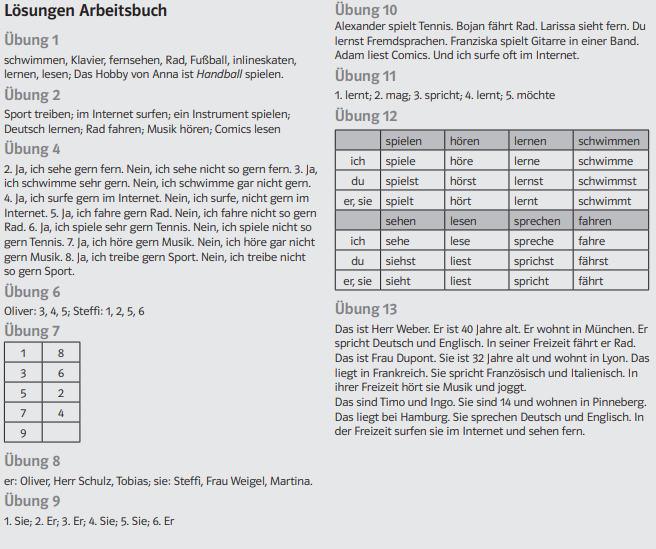 Lösungen Arbeitsbuch
Übung 1
schwimmen, Klavier, fernsehen, Rad, Fußball, inlineskaten,
lernen, lesen; Das Hobby von Anna ist Handball spielen.
Übung 2
Sport treiben; im Internet surfen; ein Instrument spielen;
Deutsch lernen; Rad fahren; Musik hören; Comics lesen
Übung 4
2. Ja, ich sehe gern fern. Nein, ich sehe nicht so gern fern. 3. Ja,
ich schwimme sehr gern. Nein, ich schwimme gar nicht gern.
4. Ja, ich surfe gern im Internet. Nein, ich surfe, nicht gern im
Internet. 5. Ja, ich fahre gern Rad. Nein, ich fahre nicht so gern
Rad. 6. Ja, ich spiele sehr gern Tennis. Nein, ich spiele nicht so
gern Tennis. 7. Ja, ich höre gern Musik. Nein, ich höre gar nicht
gern Musik. 8. Ja, ich treibe gern Sport. Nein, ich treibe nicht
so gern Sport.
Übung 6
Oliver: 3, 4, 5; Steffi: 1, 2, 5, 6
Übung 7
1 8
3 6
5 2
7 4
9
Übung 8
er: Oliver, Herr Schulz, Tobias; sie: Steffi, Frau Weigel, Martina.
Übung 9
1. Sie; 2. Er; 3. Er; 4. Sie; 5. Sie; 6. Er
Übung 10
Alexander spielt Tennis. Bojan fährt Rad. Larissa sieht fern. Du
lernst Fremdsprachen. Franziska spielt Gitarre in einer Band.
Adam liest Comics. Und ich surfe oft im Internet.
Übung 11
1. lernt; 2. mag; 3. spricht; 4. lernt; 5. möchte
Übung 12
spielen hören lernen schwimmen
ich spiele höre lerne schwimme
du spielst hörst lernst schwimmst
er, sie spielt hört lernt schwimmt
sehen lesen sprechen fahren
ich sehe lese spreche fahre
du siehst liest sprichst fährst
er, sie sieht liest spricht fährt
Übung 13
Das ist Herr Weber. Er ist 40 Jahre alt. Er wohnt in München. Er
spricht Deutsch und Englisch. In seiner Freizeit fährt er Rad.
Das ist Frau Dupont. Sie ist 32 Jahre alt und wohnt in Lyon. Das
liegt in Frankreich. Sie spricht Französisch und Italienisch. In
ihrer Freizeit hört sie Musik und joggt.
Das sind Timo und Ingo. Sie sind 14 und wohnen in Pinneberg.
Das liegt bei Hamburg. Sie sprechen Deutsch und Englisch. In
der Freizeit surfen sie im Internet und sehen fern.